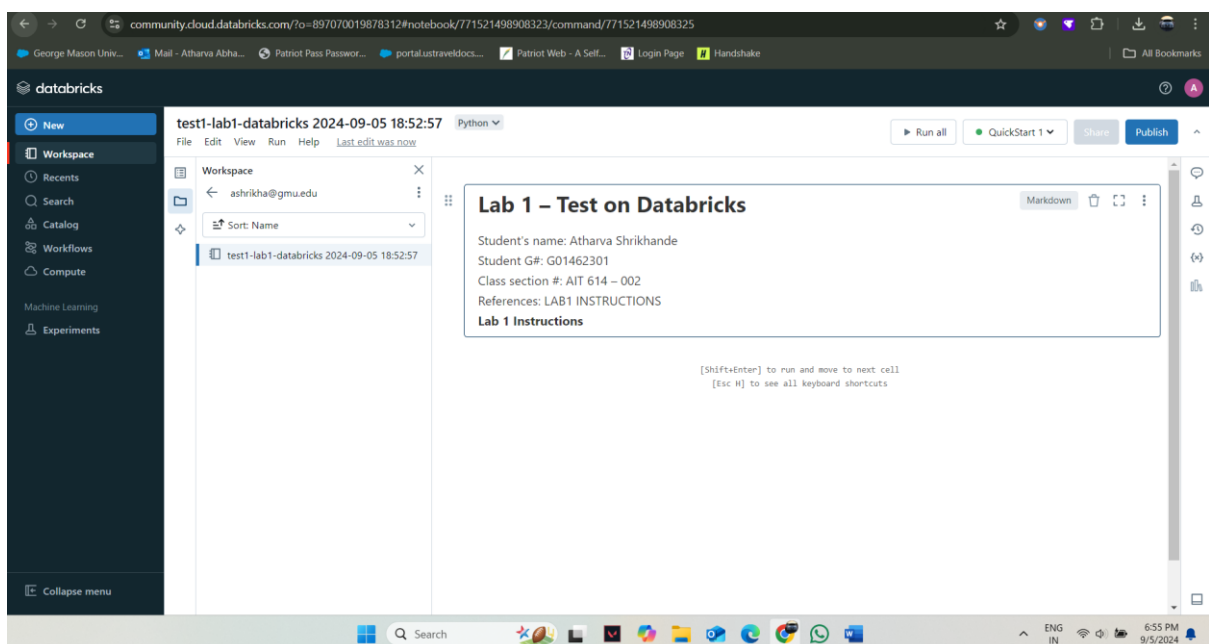 community.cloud.databricks.com/?o=897070019878312#notebook/771521498908323/command/771521498908325
George Mason Univ... Mail - Atharva Abha... Patriot Pass Passwor... portal.ustraveldocs.... Patriot Web - A Self... Login Page Handshake All Bookmarks
databricks
A
New
Workspace
Recents
Search
Catalog
Workflows
Compute
Machine Learning
Experiments
Collapse menu
test1-lab1-databricks 2024-09-05 18:52:57 Python
File Edit View Run Help Last edit was now
Run all QuickStart 1 Share Publish
Workspace
ashrikha@gmu.edu
Sort: Name
test1-lab1-databricks 2024-09-05 18:52:57
Markdown
Lab 1 – Test on Databricks
Student's name: Atharva Shrikhande
Student G#: G01462301
Class section #: AIT 614 – 002
References: LAB1 INSTRUCTIONS
Lab 1 Instructions
[Shift+Enter] to run and move to next cell
[Esc H] to see all keyboard shortcuts
Search
ENG
IN
6:55 PM
9/5/2024